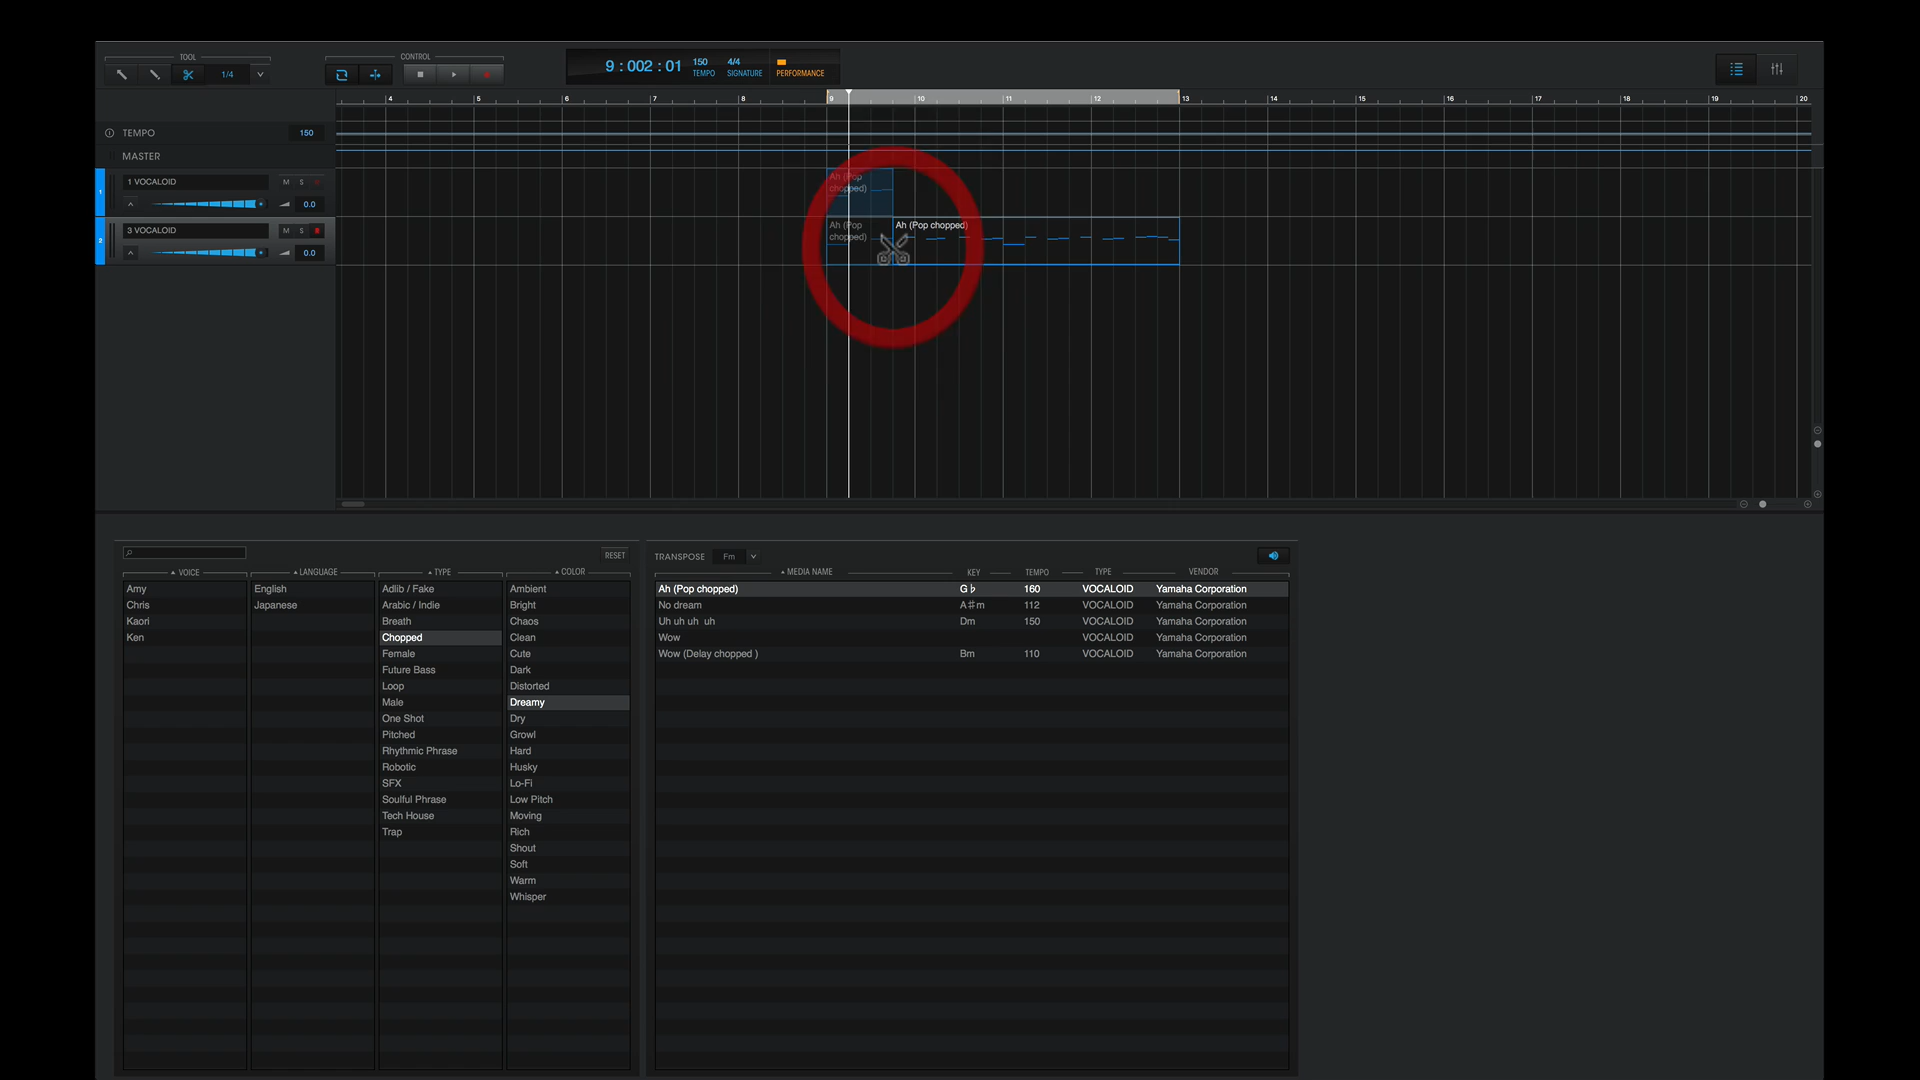 TOOL
CONTROL
1/4
9 : 002 : 01
150
TEMPO
4/4
SIGNATURE
PERFORMANCE
4 5 6 7 8 9 10 11 12 13 14 15 16 17 18 19 20
TEMPO 150
MASTER
1
1 VOCALOID M S
0.0
Ah (Pop
chopped)
2
3 VOCALOID M S
0.0
Ah (Pop
chopped)
Ah (Pop chopped)
RESET
VOICE LANGUAGE TYPE COLOR
Amy
Chris
Kaori
Ken
English
Japanese
Adlib / Fake
Arabic / Indie
Breath
Chopped
Female
Future Bass
Loop
Male
One Shot
Pitched
Rhythmic Phrase
Robotic
SFX
Soulful Phrase
Tech House
Trap
Ambient
Bright
Chaos
Clean
Cute
Dark
Distorted
Dreamy
Dry
Growl
Hard
Husky
Lo-Fi
Low Pitch
Moving
Rich
Shout
Soft
Warm
Whisper
TRANSPOSE Fm
MEDIA NAME KEY TEMPO TYPE VENDOR
Ah (Pop chopped) G♭ 160 VOCALOID Yamaha Corporation
No dream A♯m 112 VOCALOID Yamaha Corporation
Uh uh uh uh Dm 150 VOCALOID Yamaha Corporation
Wow VOCALOID Yamaha Corporation
Wow (Delay chopped ) Bm 110 VOCALOID Yamaha Corporation